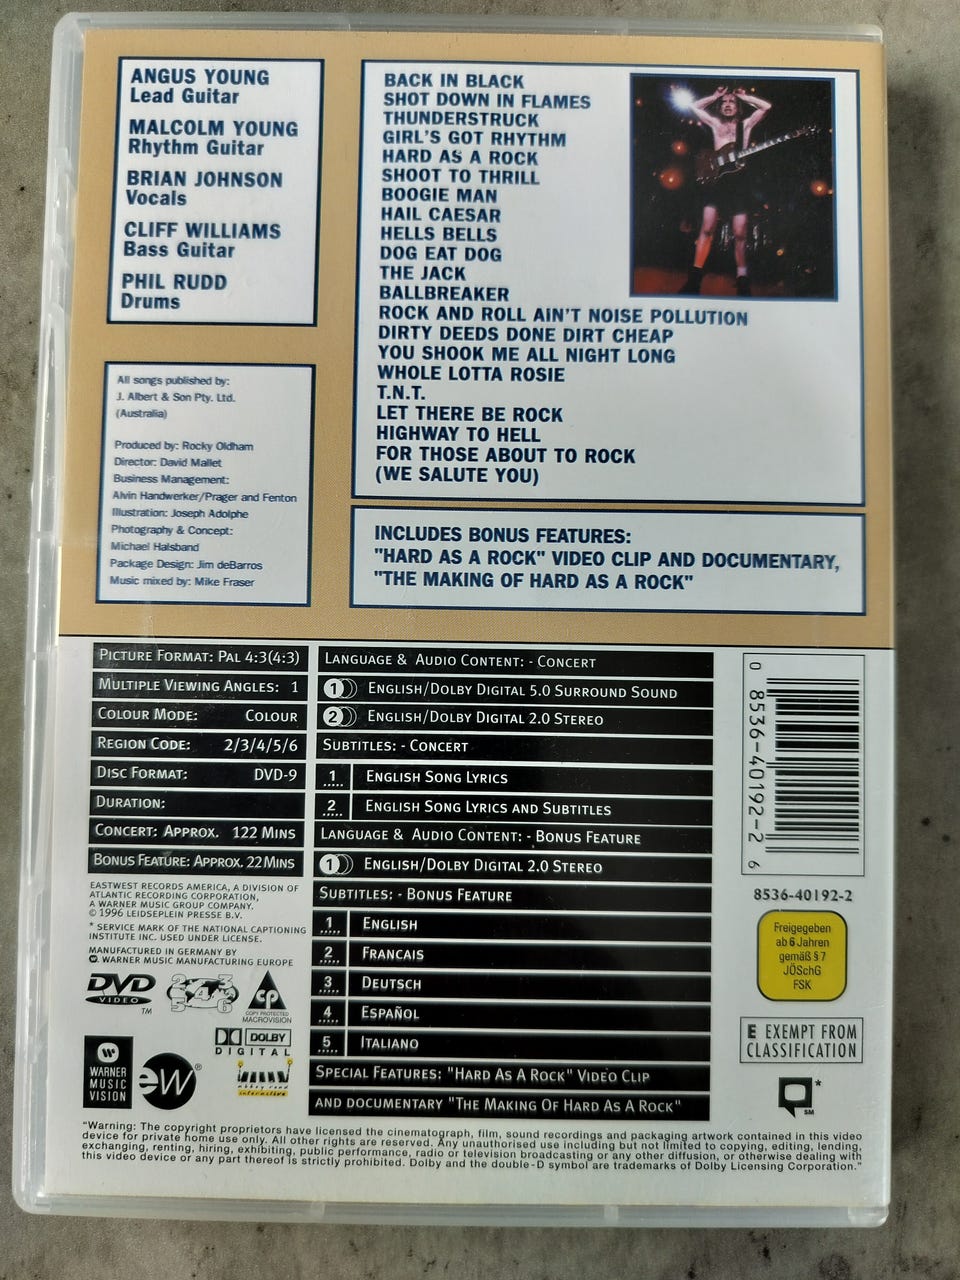 ANGUS YOUNG
Lead Guitar
MALCOLM YOUNG
Rhythm Guitar
BRIAN JOHNSON
Vocals
CLIFF WILLIAMS
Bass Guitar
PHIL RUDD
Drums
BACK IN BLACK
SHOT DOWN IN FLAMES
THUNDERSTRUCK
GIRL'S GOT RHYTHM
HARD AS A ROCK
SHOOT TO THRILL
BOOGIE MAN
HAIL CAESAR
HELLS BELLS
DOG EAT DOG
THE JACK
BALLBREAKER
ROCK AND ROLL AIN'T NOISE POLLUTION
DIRTY DEEDS DONE DIRT CHEAP
YOU SHOOK ME ALL NIGHT LONG
WHOLE LOTTA ROSIE
T.N.T.
LET THERE BE ROCK
HIGHWAY TO HELL
FOR THOSE ABOUT TO ROCK
(WE SALUTE YOU)
All songs published by:
J. Albert & Son Pty. Ltd.
(Australia)
Produced by: Rocky Oldham
Director: David Mallet
Business Management:
Alvin Handwerker/Prager and Fenton
Illustration: Joseph Adolphe
Photography & Concept:
Michael Halsband
Package Design: Jim deBarros
Music mixed by: Mike Fraser
INCLUDES BONUS FEATURES:
"HARD AS A ROCK" VIDEO CLIP AND DOCUMENTARY,
"THE MAKING OF HARD AS A ROCK"
PICTURE FORMAT: PAL 4:3(4:3)
MULTIPLE VIEWING ANGLES: 1
COLOUR MODE: COLOUR
REGION CODE: 2/3/4/5/6
DISC FORMAT: DVD-9
DURATION:
CONCERT: APPROX. 122 MINS
BONUS FEATURE: APPROX. 22 MINS
EASTWEST RECORDS AMERICA, A DIVISION OF
ATLANTIC RECORDING CORPORATION,
A WARNER MUSIC GROUP COMPANY.
© 1996 LEIDSEPLEIN PRESSE B.V.
* SERVICE MARK OF THE NATIONAL CAPTIONING
INSTITUTE INC. USED UNDER LICENSE.
MANUFACTURED IN GERMANY BY
W. WARNER MUSIC MANUFACTURING EUROPE
DVD
VIDEO
TM
2 3
5 4 6
CP
COPY PROTECTED
MACROVISION
DOLBY
DIGITAL
WARNER
MUSIC
VISION
ew
®
abbey road
interactive
LANGUAGE & AUDIO CONTENT: - CONCERT
1 ENGLISH/DOLBY DIGITAL 5.0 SURROUND SOUND
2 ENGLISH/DOLBY DIGITAL 2.0 STEREO
SUBTITLES: - CONCERT
1 ENGLISH SONG LYRICS
2 ENGLISH SONG LYRICS AND SUBTITLES
LANGUAGE & AUDIO CONTENT: - BONUS FEATURE
1 ENGLISH/DOLBY DIGITAL 2.0 STEREO
SUBTITLES: - BONUS FEATURE
1 ENGLISH
2 FRANCAIS
3 DEUTSCH
4 ESPAÑOL
5 ITALIANO
SPECIAL FEATURES: "HARD AS A ROCK" VIDEO CLIP
AND DOCUMENTARY "THE MAKING OF HARD AS A ROCK"
0 8536-40192-2 6
8536-40192-2
Freigegeben
ab 6 Jahren
gemäß § 7
JÖSchG
FSK
E EXEMPT FROM
CLASSIFICATION
*
SM
"Warning: The copyright proprietors have licensed the cinematograph, film, sound recordings and packaging artwork contained in this video
device for private home use only. All other rights are reserved. Any unauthorised use including but not limited to copying, editing, lending,
exchanging, renting, hiring, exhibiting, public performance, radio or television broadcasting or any other diffusion, or otherwise dealing with
this video device or any part thereof is strictly prohibited. Dolby and the double-D symbol are trademarks of Dolby Licensing Corporation."